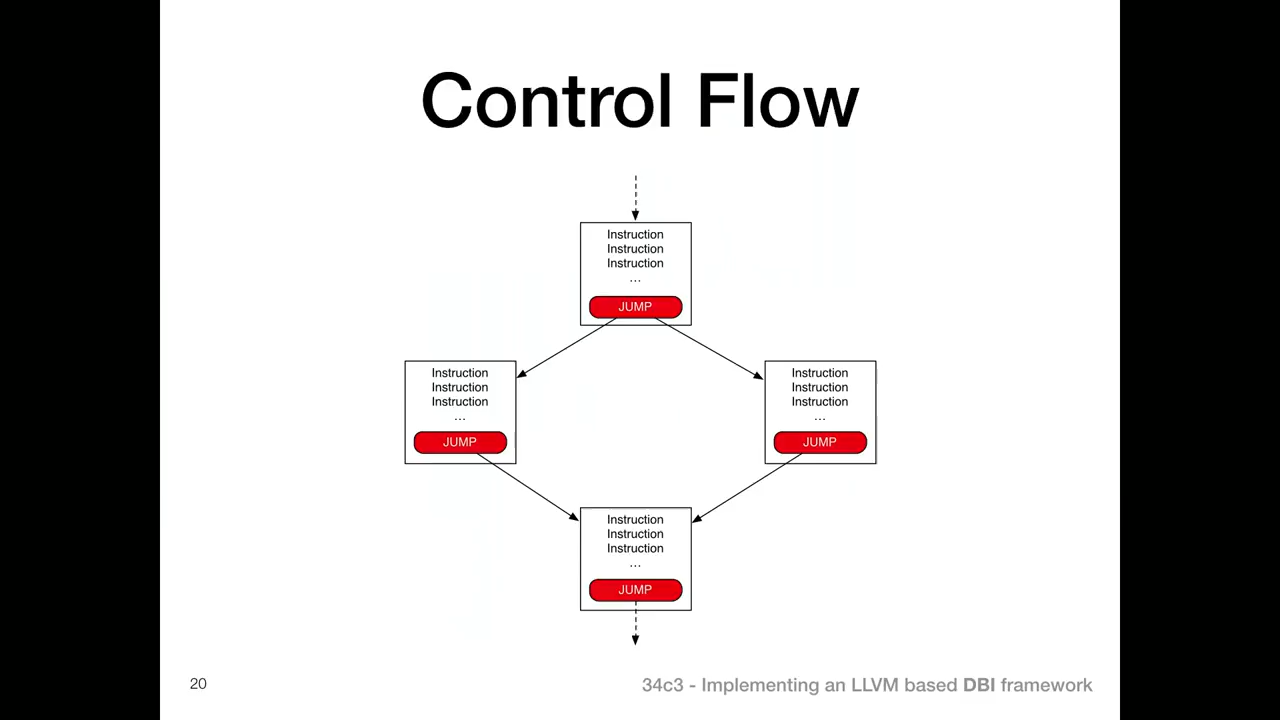 Control Flow
Instruction
Instruction
Instruction
...
JUMP
Instruction
Instruction
Instruction
...
JUMP
Instruction
Instruction
Instruction
...
JUMP
Instruction
Instruction
Instruction
...
JUMP
20
34c3 - Implementing an LLVM based DBI framework